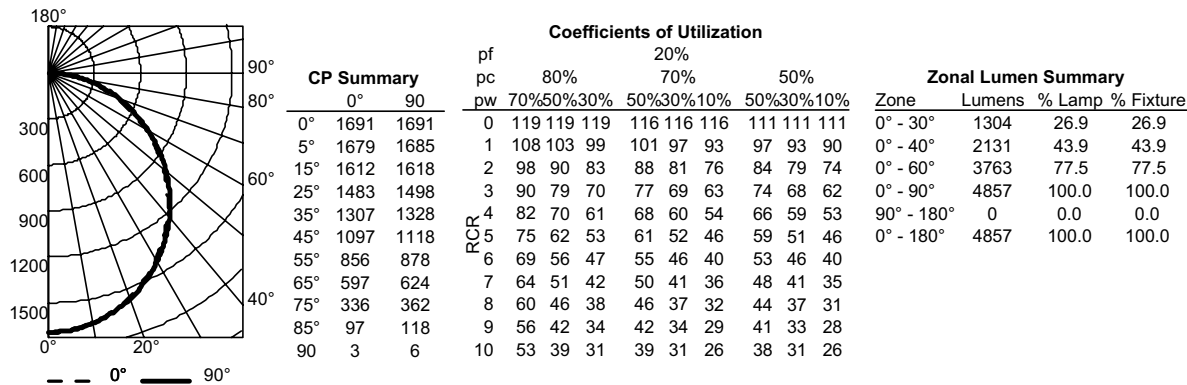 180°
90°
80°
60°
40°
20°
0°
300
600
900
1200
1500
0° 90°
CP Summary
0° 90
0° 1691 1691
5° 1679 1685
15° 1612 1618
25° 1483 1498
35° 1307 1328
45° 1097 1118
55° 856 878
65° 597 624
75° 336 362
85° 97 118
90 3 6
Coefficients of Utilization
pf 20%
pc 80% 70% 50%
pw 70%50%30% 50%30%10% 50%30%10%
RCR
0 119 119 119 116 116 116 111 111 111
1 108 103 99 101 97 93 97 93 90
2 98 90 83 88 81 76 84 79 74
3 90 79 70 77 69 63 74 68 62
4 82 70 61 68 60 54 66 59 53
5 75 62 53 61 52 46 59 51 46
6 69 56 47 55 46 40 53 46 40
7 64 51 42 50 41 36 48 41 35
8 60 46 38 46 37 32 44 37 31
9 56 42 34 42 34 29 41 33 28
10 53 39 31 39 31 26 38 31 26
Zonal Lumen Summary
Zone Lumens % Lamp % Fixture
0° - 30° 1304 26.9 26.9
0° - 40° 2131 43.9 43.9
0° - 60° 3763 77.5 77.5
0° - 90° 4857 100.0 100.0
90° - 180° 0 0.0 0.0
0° - 180° 4857 100.0 100.0